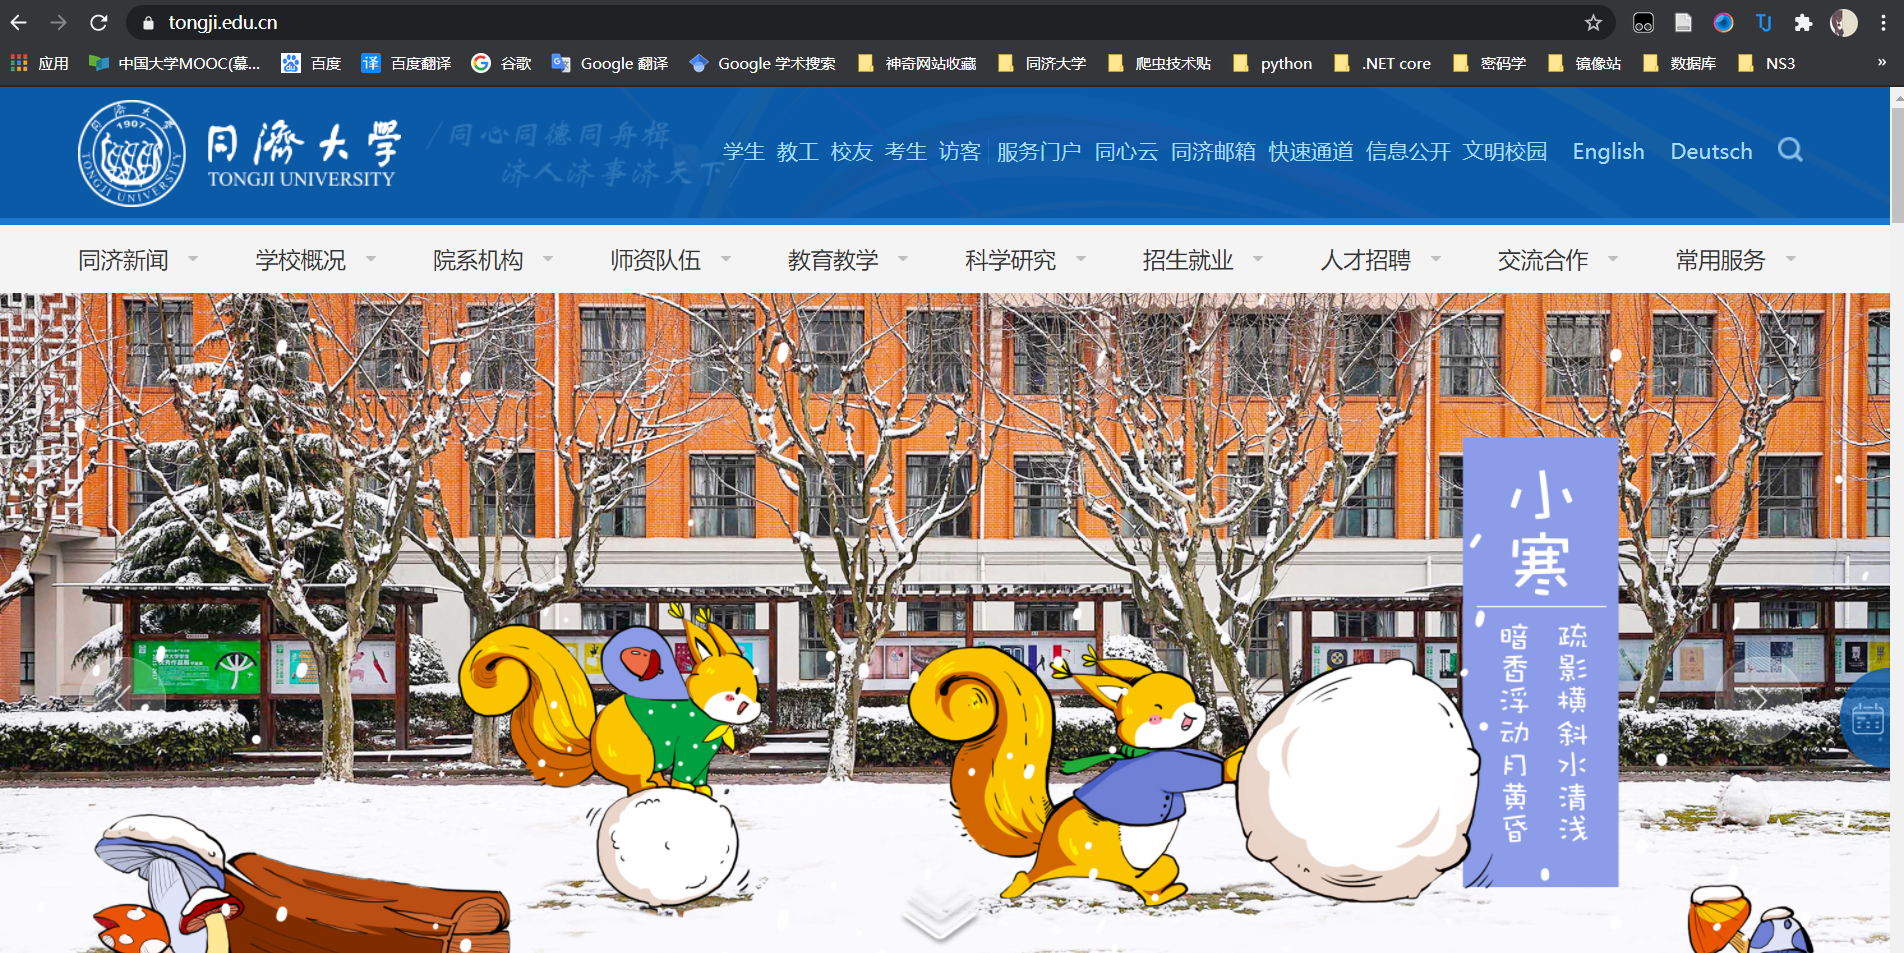 tongji.edu.cn
应用 中国大学MOOC(慕... 百度 百度翻译 谷歌 Google 翻译 Google 学术搜索 神奇网站收藏 同济大学 爬虫技术贴 python .NET core 密码学 镜像站 数据库 NS3 »
1907
同濟大學
TONGJI UNIVERSITY
TONGJI UNIVERSITY
同心同德同舟楫
济人济事济天下
学生 教工 校友 考生 访客 服务门户 同心云 同济邮箱 快速通道 信息公开 文明校园 English Deutsch
同济新闻 学校概况 院系机构 师资队伍 教育教学 科学研究 招生就业 人才招聘 交流合作 常用服务
小寒
疏影横斜水清浅
暗香浮动月黄昏